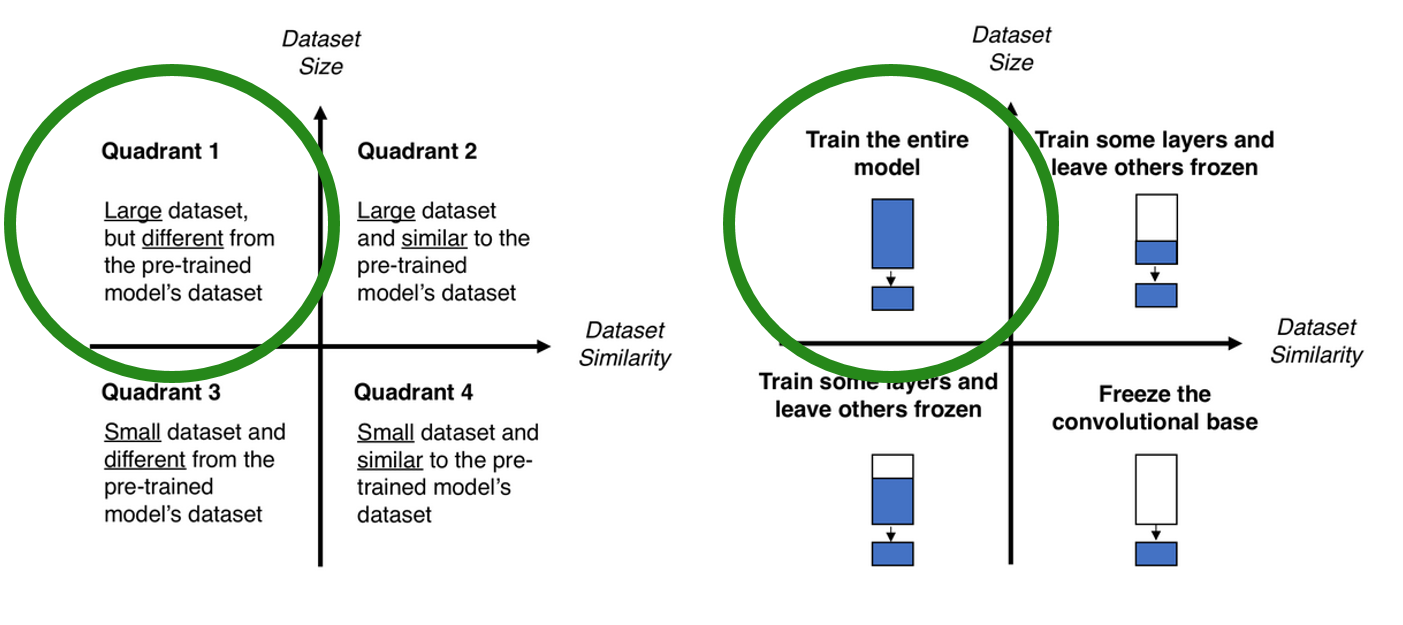 Dataset
Size
Quadrant 1
Large dataset,
but different from
the pre-trained
model's dataset
Quadrant 2
Large dataset
and similar to the
pre-trained
model's dataset
Dataset
Similarity
Quadrant 3
Small dataset and
different from the
pre-trained
model's dataset
Quadrant 4
Small dataset and
similar to the pre-
trained model's
dataset
Dataset
Size
Train the entire
model
Train some layers and
leave others frozen
Dataset
Similarity
Train some layers and
leave others frozen
Freeze the
convolutional base